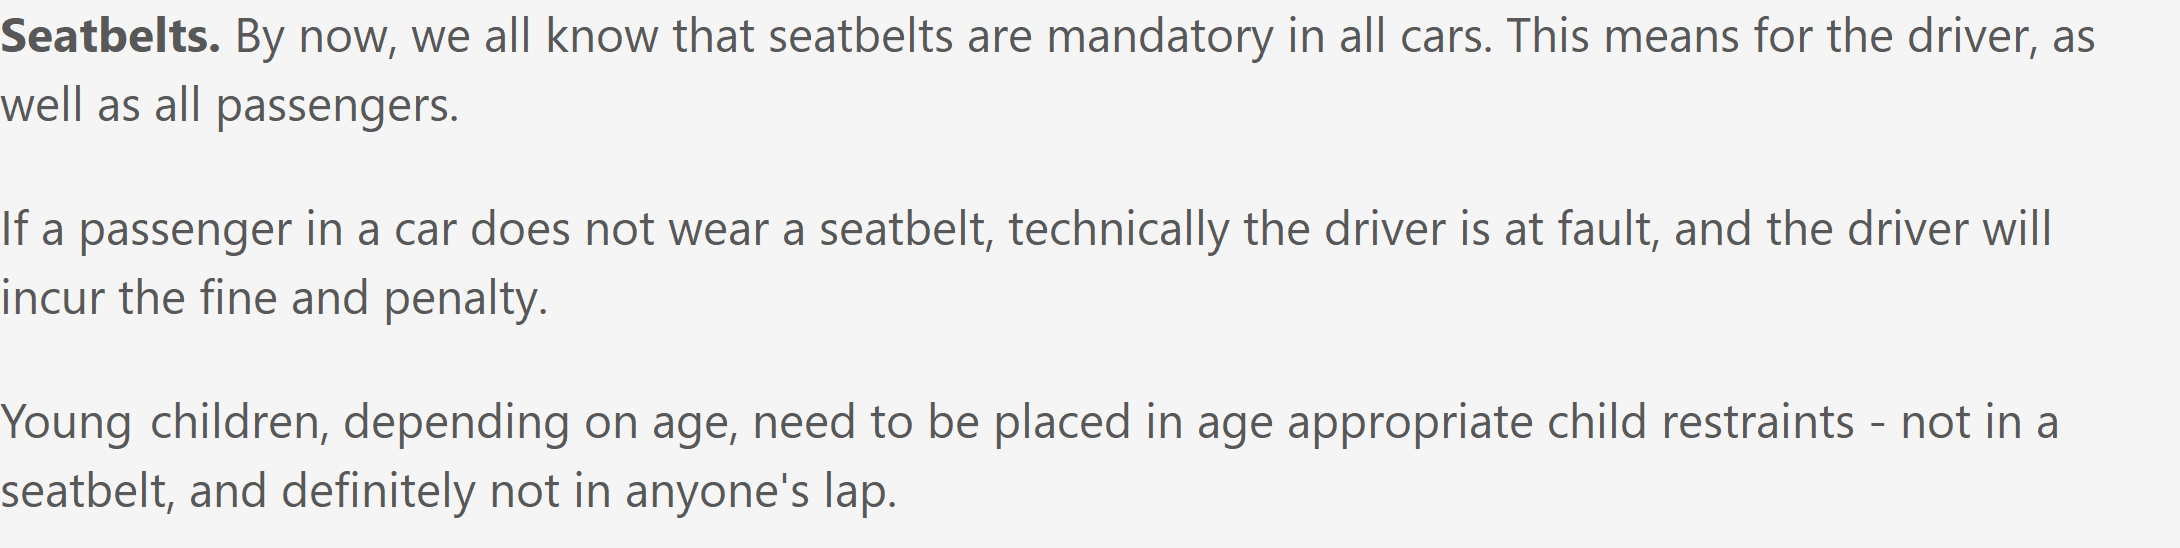 Seatbelts. By now, we all know that seatbelts are mandatory in all cars. This means for the driver, as
well as all passengers.
If a passenger in a car does not wear a seatbelt, technically the driver is at fault, and the driver will
incur the fine and penalty.
Young children, depending on age, need to be placed in age appropriate child restraints - not in a
seatbelt, and definitely not in anyone's lap.